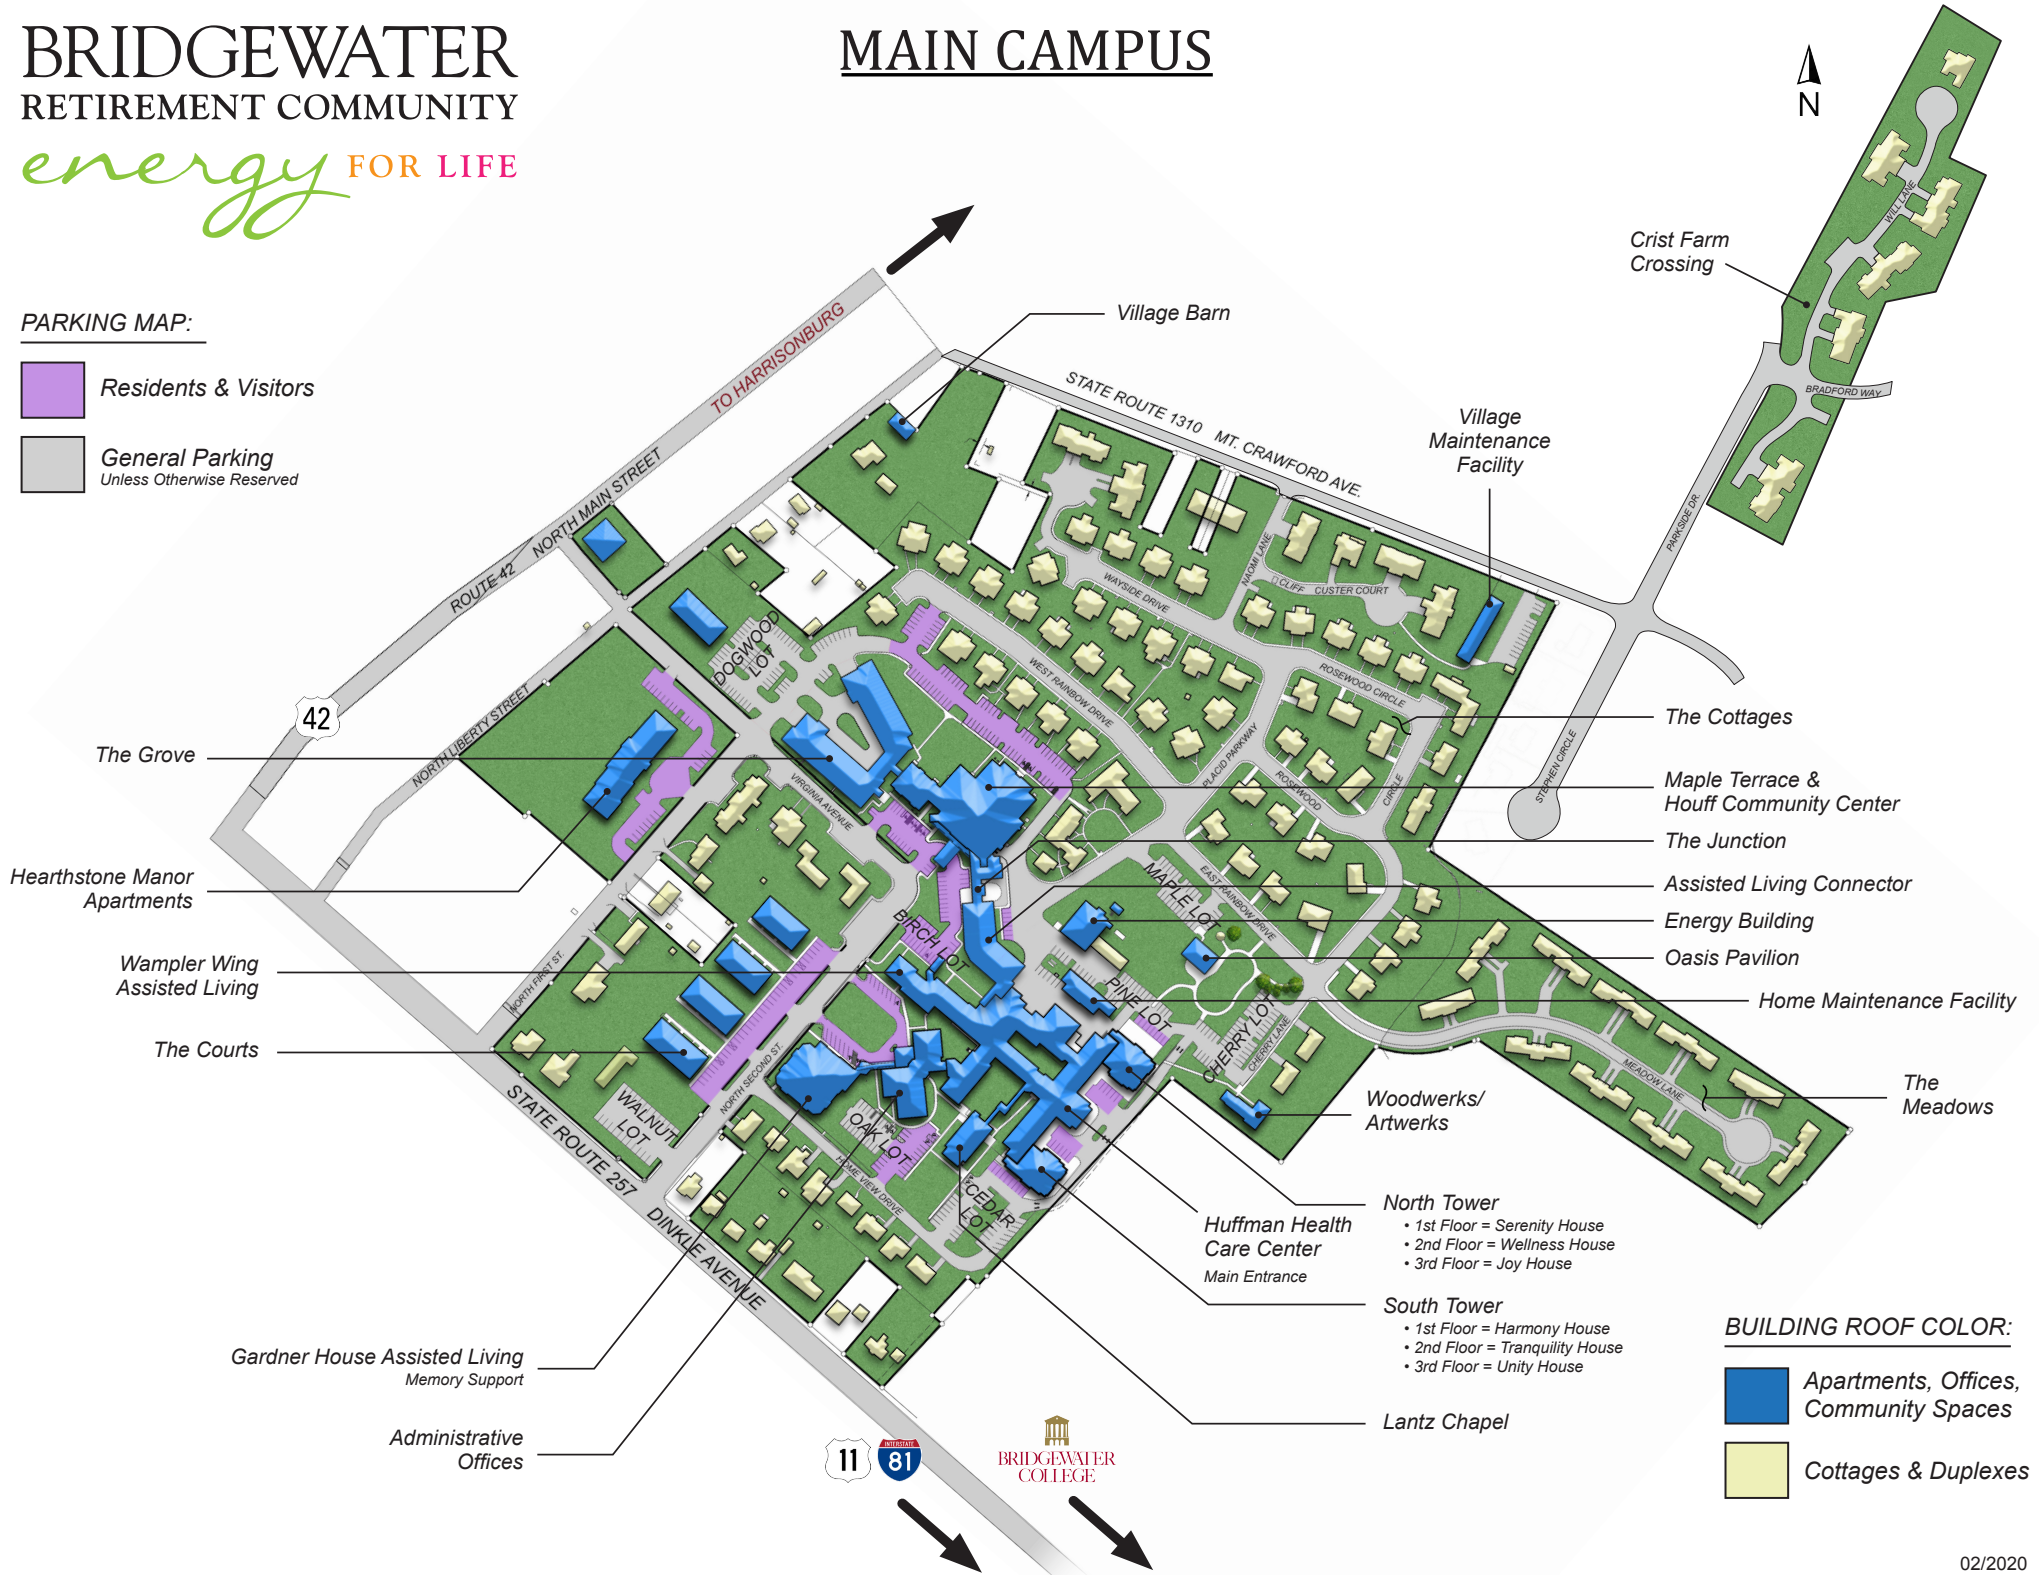 BRIDGEWATER
RETIREMENT COMMUNITY
energy FOR LIFE
MAIN CAMPUS
N
PARKING MAP:
Residents & Visitors
General Parking
Unless Otherwise Reserved
TO HARRISONBURG
NORTH MAIN STREET
ROUTE 42
42
NORTH LIBERTY STREET
Village Barn
STATE ROUTE 1310 MT. CRAWFORD AVE.
Village
Maintenance
Facility
Crist Farm
Crossing
WILL LANE
BRADFORD WAY
PARKSIDE DR.
STEPHEN CIRCLE
DOGWOOD
LOT
WAYSIDE DRIVE
NAOMI LANE
CLIFF CUSTER COURT
ROSEWOOD CIRCLE
WEST RAINBOW DRIVE
PLACID PARKWAY
ROSEWOOD
CIRCLE
VIRGINIA AVENUE
EAST RAINBOW DRIVE
MAPLE LOT
BIRCH LOT
PINE LOT
CHERRY LOT
CHERRY LANE
MEADOW LANE
NORTH FIRST ST.
NORTH SECOND ST.
WALNUT
LOT
OAK LOT
HOME VIEW DRIVE
CEDAR
LOT
STATE ROUTE 257
DINKLE AVENUE
The Grove
Hearthstone Manor
Apartments
Wampler Wing
Assisted Living
The Courts
Gardner House Assisted Living
Memory Support
Administrative
Offices
The Cottages
Maple Terrace &
Houff Community Center
The Junction
Assisted Living Connector
Energy Building
Oasis Pavilion
Home Maintenance Facility
The
Meadows
Woodwerks/
Artwerks
North Tower
• 1st Floor = Serenity House
• 2nd Floor = Wellness House
• 3rd Floor = Joy House
Huffman Health
Care Center
Main Entrance
South Tower
• 1st Floor = Harmony House
• 2nd Floor = Tranquility House
• 3rd Floor = Unity House
Lantz Chapel
11
INTERSTATE
81
BRIDGEWATER
COLLEGE
BUILDING ROOF COLOR:
Apartments, Offices,
Community Spaces
Cottages & Duplexes
02/2020